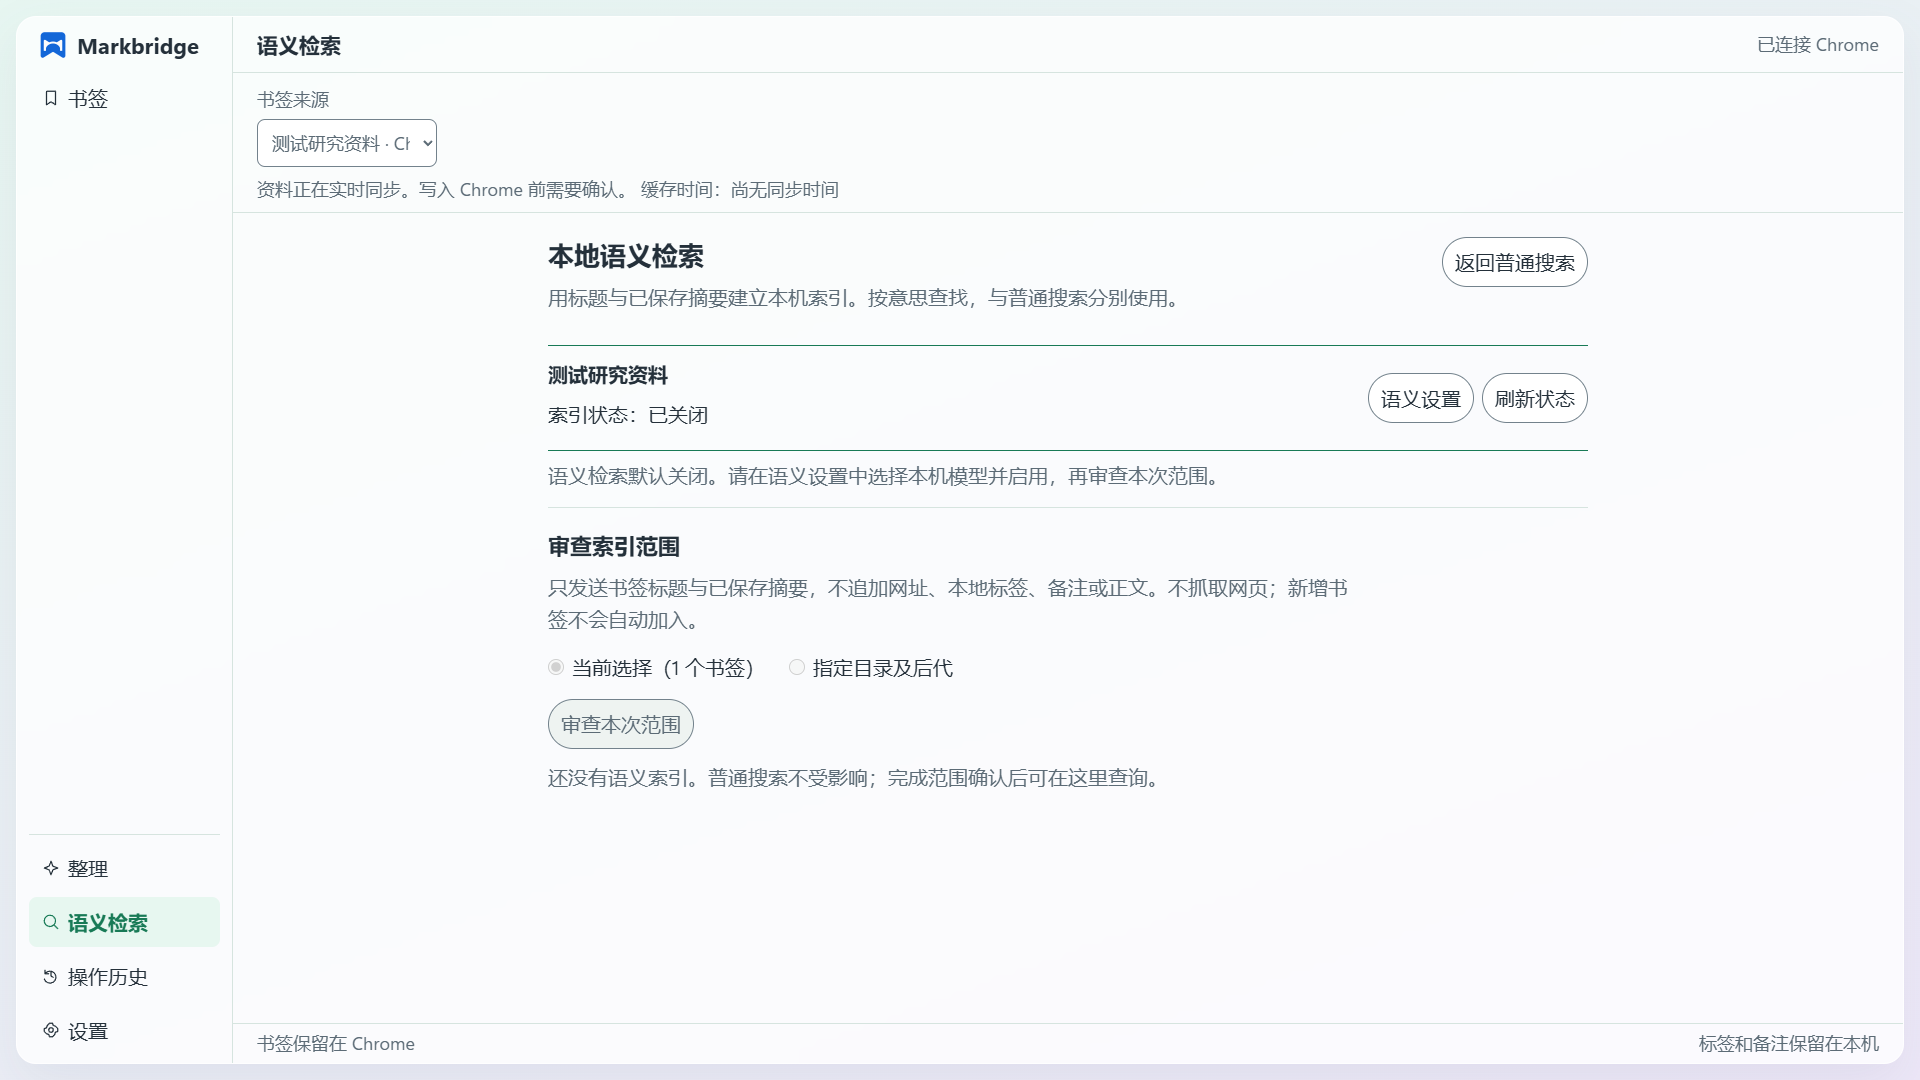 Markbridge
书签
整理
语义检索
操作历史
设置
语义检索
已连接 Chrome
书签来源
测试研究资料 · Ch
资料正在实时同步。写入 Chrome 前需要确认。 缓存时间：尚无同步时间
本地语义检索
返回普通搜索
用标题与已保存摘要建立本机索引。按意思查找，与普通搜索分别使用。
测试研究资料
索引状态：已关闭
语义设置
刷新状态
语义检索默认关闭。请在语义设置中选择本机模型并启用，再审查本次范围。
审查索引范围
只发送书签标题与已保存摘要，不追加网址、本地标签、备注或正文。不抓取网页；新增书
签不会自动加入。
当前选择（1 个书签）
指定目录及后代
审查本次范围
还没有语义索引。普通搜索不受影响；完成范围确认后可在这里查询。
书签保留在 Chrome
标签和备注保留在本机